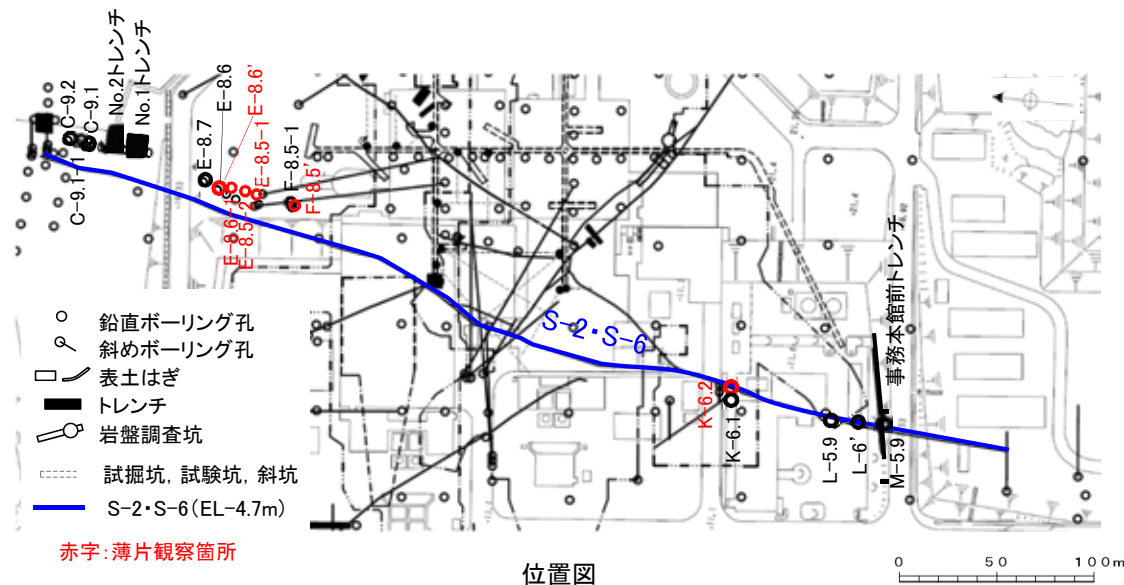 C-9.2
C-9.1
No.2トレンチ
No.1トレンチ
E-8.6
E-8.6'
C-9.1-1
E-8.7
E-8.5-1
F-8.5-1
F-8.5'
E-8.6-1
E-8.5-2
S-2・S-6
K-6.2
K-6.1
L-5.9
L-6'
M-5.9
事務本館前トレンチ
鉛直ボーリング孔
斜めボーリング孔
表土はぎ
トレンチ
岩盤調査坑
試掘坑, 試験坑, 斜坑
S-2・S-6(EL-4.7m)
赤字:薄片観察箇所
位置図
0 50 100m